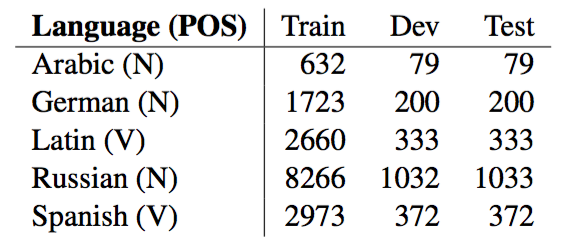 Language (POS) Train Dev Test
Arabic (N) 632 79 79
German (N) 1723 200 200
Latin (V) 2660 333 333
Russian (N) 8266 1032 1033
Spanish (V) 2973 372 372